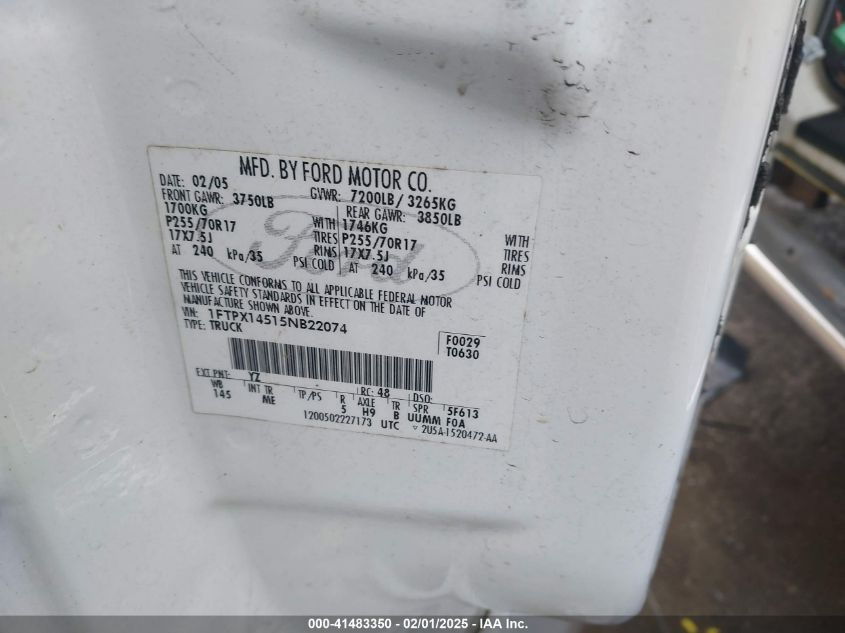 MFD. BY FORD MOTOR CO.
DATE: 02/05 GVWR: 7200LB/ 3265KG
FRONT GAWR: 3750LB REAR GAWR: 3850LB
1700KG WITH 1746KG WITH
P255/70R17 TIRES P255/70R17 TIRES
17X7.5J RIMS 17X7.5J RIMS
AT 240 kPa/35 PSI COLD AT 240 kPa/35 PSI COLD
Ford
THIS VEHICLE CONFORMS TO ALL APPLICABLE FEDERAL MOTOR
VEHICLE SAFETY STANDARDS IN EFFECT ON THE DATE OF
MANUFACTURE SHOWN ABOVE.
VIN: 1FTPX14515NB22074
TYPE: TRUCK
F0029
T0630
EXT PNT: YZ RC: 48 DSO:
WB INT TR TP/PS R AXLE TR SPR 5F613
145 ME 5 H9 B UUMM F0A
1200502227173 UTC ▽ 2U5A-1520472-AA
000-41483350 - 02/01/2025 - IAA Inc.